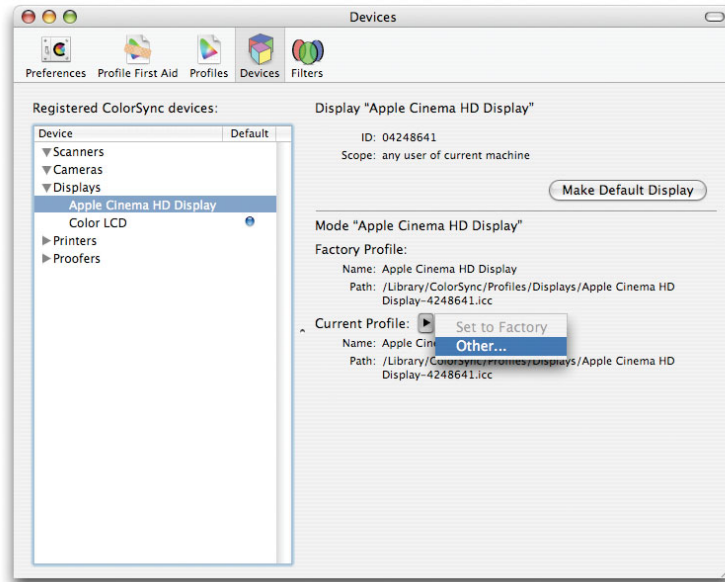 Devices
Preferences Profile First Aid Profiles Devices Filters
Registered ColorSync devices:
Device Default
Scanners
Cameras
Displays
Apple Cinema HD Display
Color LCD
Printers
Proofers
Display "Apple Cinema HD Display"
ID: 04248641
Scope: any user of current machine
Make Default Display
Mode "Apple Cinema HD Display"
Factory Profile:
Name: Apple Cinema HD Display
Path: /Library/ColorSync/Profiles/Displays/Apple Cinema HD
Display-4248641.icc
Current Profile:
Set to Factory
Other...
Name: Apple Cin
Path: /Library/ColorSync/Profiles/Displays/Apple Cinema HD
Display-4248641.icc